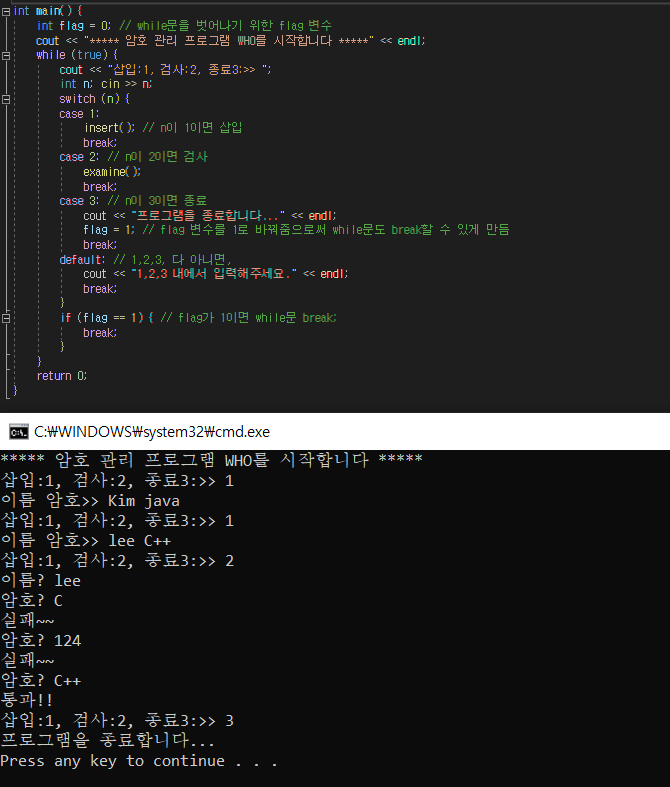 int main() {
int flag = 0; // while문을 벗어나기 위한 flag 변수
cout << "***** 암호 관리 프로그램 WHO를 시작합니다 *****" << endl;
while (true) {
cout << "삽입:1, 검사:2, 종료3:>> ";
int n; cin >> n;
switch (n) {
case 1:
insert(); // n이 1이면 삽입
break;
case 2: // n이 2이면 검사
examine();
break;
case 3: // n이 3이면 종료
cout << "프로그램을 종료합니다..." << endl;
flag = 1; // flag 변수를 1로 바꿔줌으로써 while문도 break할 수 있게 만듬
break;
default: // 1,2,3, 다 아니면,
cout << "1,2,3 내에서 입력해주세요." << endl;
break;
}
if (flag == 1) { // flag가 1이면 while문 break;
break;
}
}
return 0;
}
C:\WINDOWS\system32\cmd.exe
***** 암호 관리 프로그램 WHO를 시작합니다 *****
삽입:1, 검사:2, 종료3:>> 1
이름 암호>> Kim java
삽입:1, 검사:2, 종료3:>> 1
이름 암호>> lee C++
삽입:1, 검사:2, 종료3:>> 2
이름? lee
암호? C
실패~~
암호? 124
실패~~
암호? C++
통과!!
삽입:1, 검사:2, 종료3:>> 3
프로그램을 종료합니다...
Press any key to continue . . .